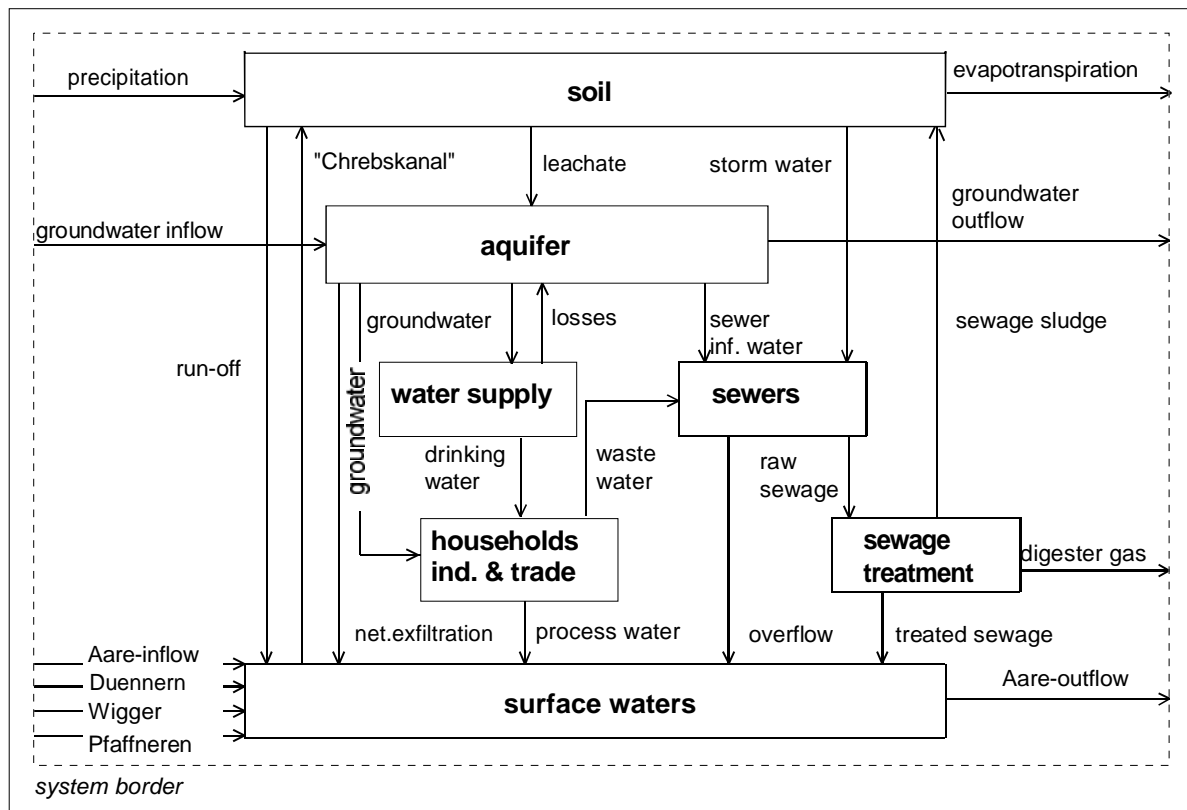 precipitation
soil
evapotranspiration
"Chrebskanal"
leachate
storm water
groundwater
outflow
groundwater inflow
aquifer
groundwater
losses
sewer
inf. water
sewage sludge
run-off
groundwater
water supply
sewers
drinking
water
waste
water
raw
sewage
households
ind. & trade
sewage
treatment
digester gas
net.exfiltration
process water
overflow
treated sewage
Aare-inflow
Duennern
Wigger
Pfaffneren
surface waters
Aare-outflow
system border